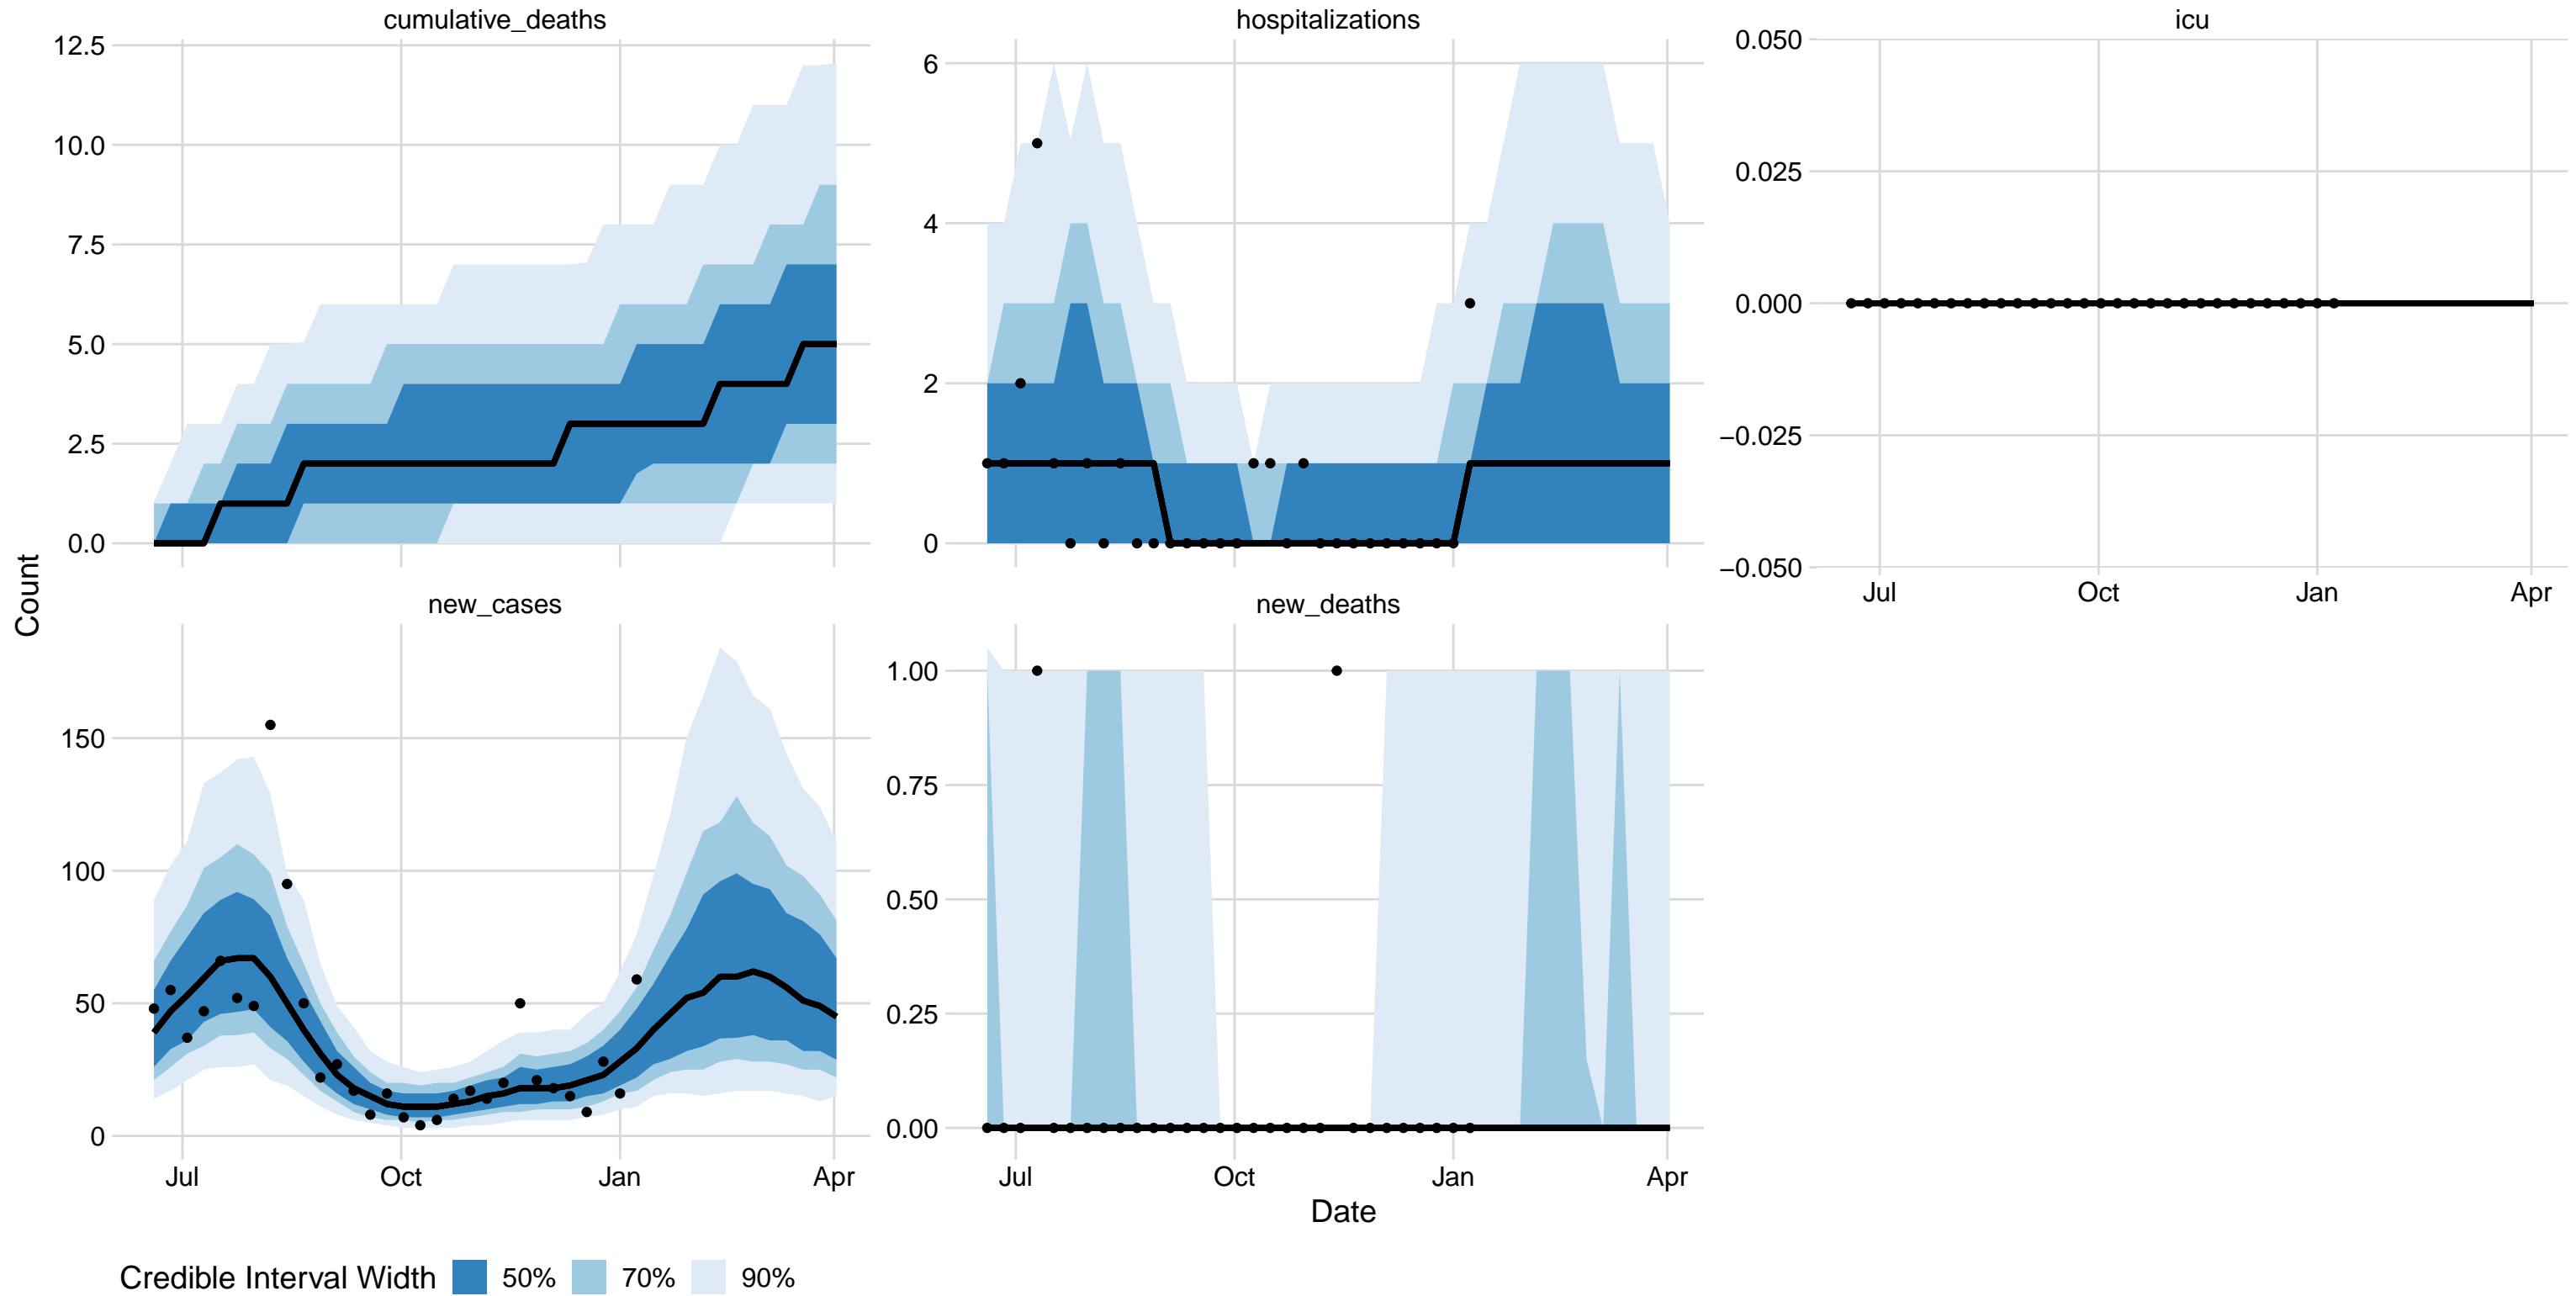 cumulative_deaths
hospitalizations
icu
12.5
10.0
7.5
5.0
2.5
0.0
6
4
2
0
0.050
0.025
0.000
−0.025
−0.050
Jul Oct Jan Apr
Count
new_cases
new_deaths
150
100
50
0
1.00
0.75
0.50
0.25
0.00
Jul Oct Jan Apr
Jul Oct Jan Apr
Date
Credible Interval Width 50% 70% 90%